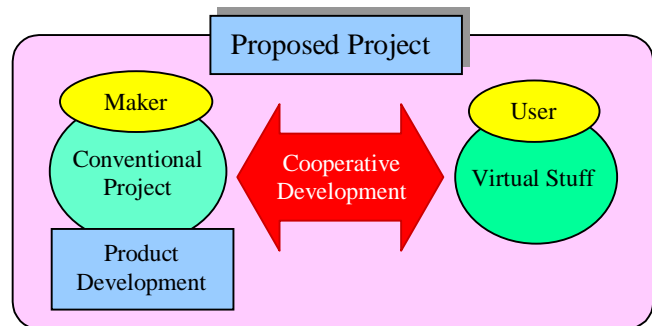 Proposed Project
Maker
Conventional
Project
Product
Development
Cooperative
Development
User
Virtual Stuff